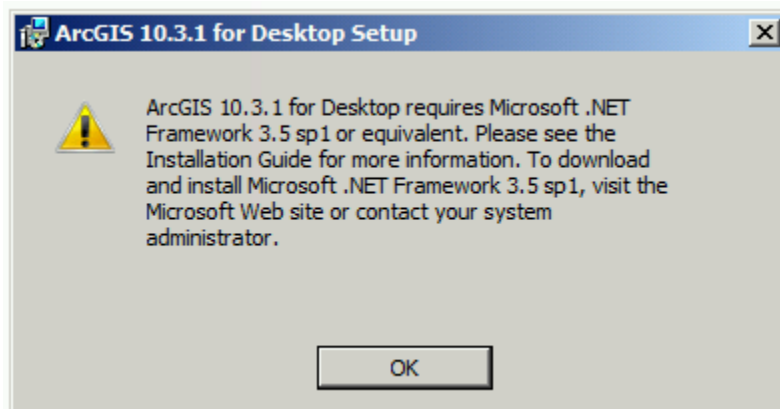 ArcGIS 10.3.1 for Desktop Setup
ArcGIS 10.3.1 for Desktop requires Microsoft .NET
Framework 3.5 sp1 or equivalent. Please see the
Installation Guide for more information. To download
and install Microsoft .NET Framework 3.5 sp1, visit the
Microsoft Web site or contact your system
administrator.
OK